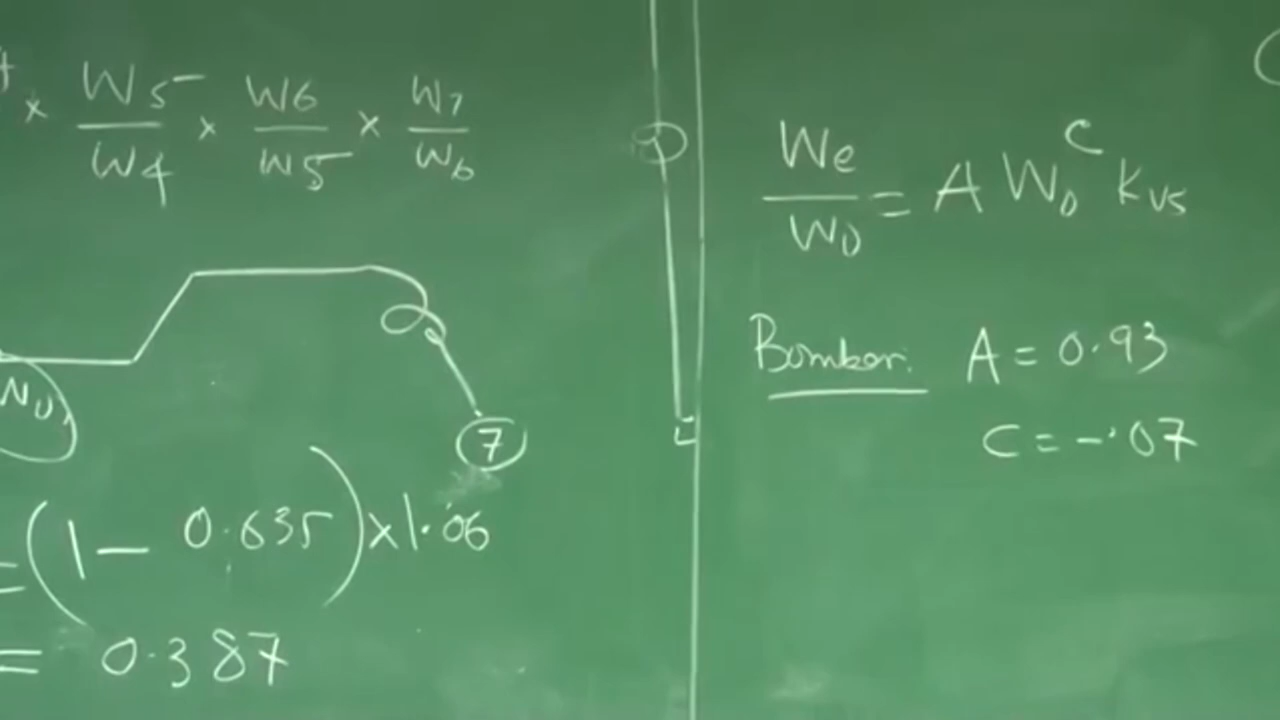 × W5/W4 × W6/W5 × W7/W6
7
= (1 - 0.635) × 1.06
= 0.387
We/W0 = A W0^C Kvs
Bomber: A = 0.93
C = -.07